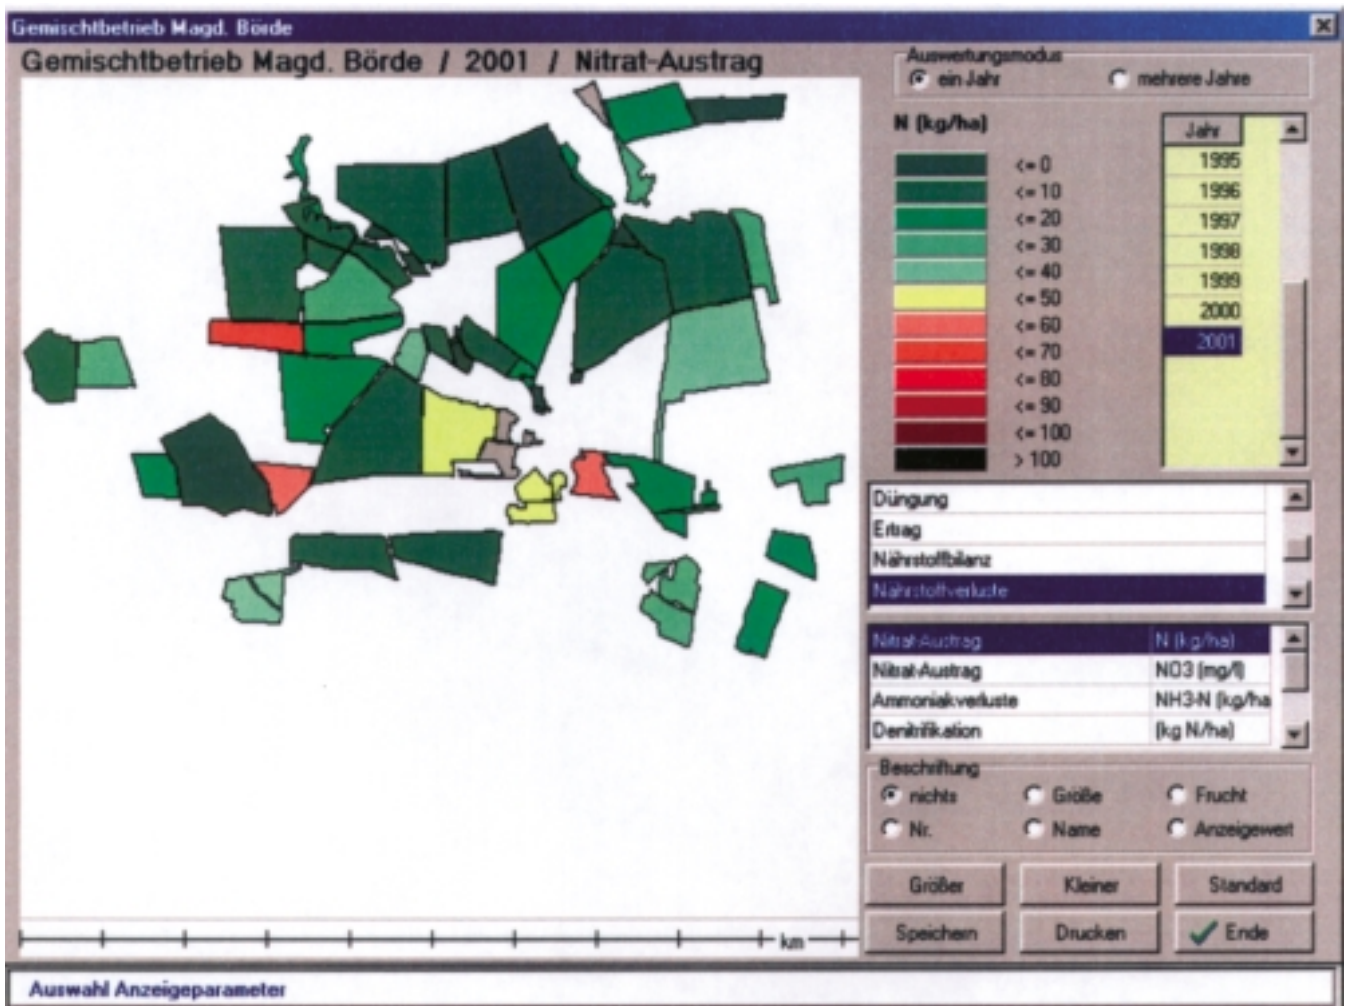 Gemischtbetrieb Magd. Börde
Gemischtbetrieb Magd. Börde / 2001 / Nitrat-Austrag
Auswertungsmodus
ein Jahr
mehrere Jahre
N (kg/ha)
<= 0
<= 10
<= 20
<= 30
<= 40
<= 50
<= 60
<= 70
<= 80
<= 90
<= 100
> 100
Jahr
1995
1996
1997
1998
1999
2000
2001
Düngung
Ertrag
Nährstoffbilanz
Nährstoffverluste
Nitrat-Austrag N (kg/ha)
Nitrat-Austrag NO3 (mg/l)
Ammoniakverluste NH3-N (kg/ha
Denitrifikation (kg N/ha)
Beschriftung
nichts Größe Frucht
Nr. Name Anzeigewert
Größer Kleiner Standard
Speichern Drucken Ende
km
Auswahl Anzeigeparameter